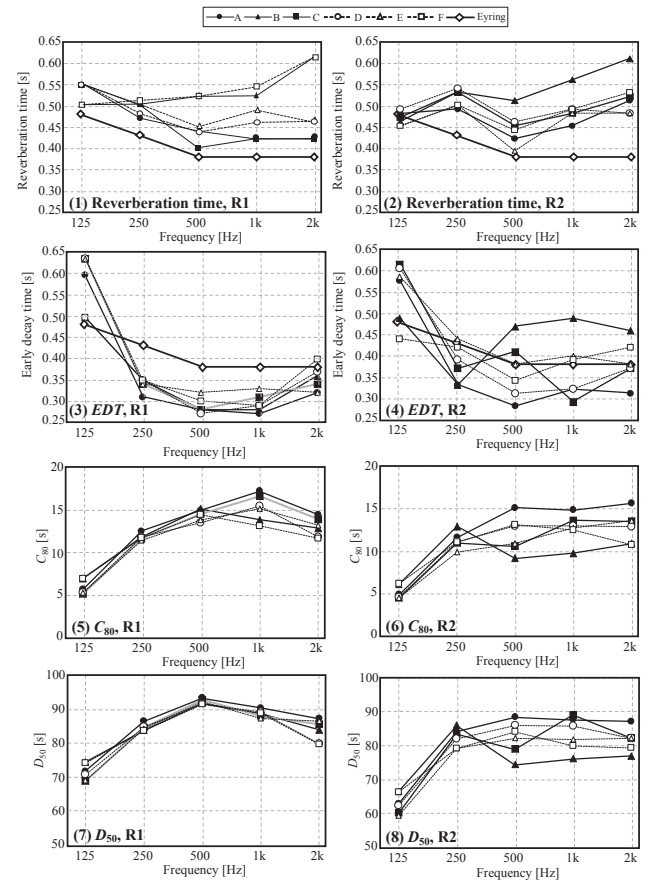 A B C D E F Eyring
Reverberation time [s]
0.65
0.60
0.55
0.50
0.45
0.40
0.35
0.30
0.25
(1) Reverberation time, R1
125 250 500 1k 2k
Frequency [Hz]
Reverberation time [s]
0.65
0.60
0.55
0.50
0.45
0.40
0.35
0.30
0.25
(2) Reverberation time, R2
125 250 500 1k 2k
Frequency [Hz]
Early decay time [s]
0.65
0.60
0.55
0.50
0.45
0.40
0.35
0.30
0.25
(3) EDT, R1
125 250 500 1k 2k
Frequency [Hz]
Early decay time [s]
0.65
0.60
0.55
0.50
0.45
0.40
0.35
0.30
0.25
(4) EDT, R2
125 250 500 1k 2k
Frequency [Hz]
C80 [s]
20
15
10
5
0
(5) C80, R1
125 250 500 1k 2k
Frequency [Hz]
C80 [s]
20
15
10
5
0
(6) C80, R2
125 250 500 1k 2k
Frequency [Hz]
D50 [s]
100
90
80
70
60
50
(7) D50, R1
125 250 500 1k 2k
Frequency [Hz]
D50 [s]
100
90
80
70
60
50
(8) D50, R2
125 250 500 1k 2k
Frequency [Hz]